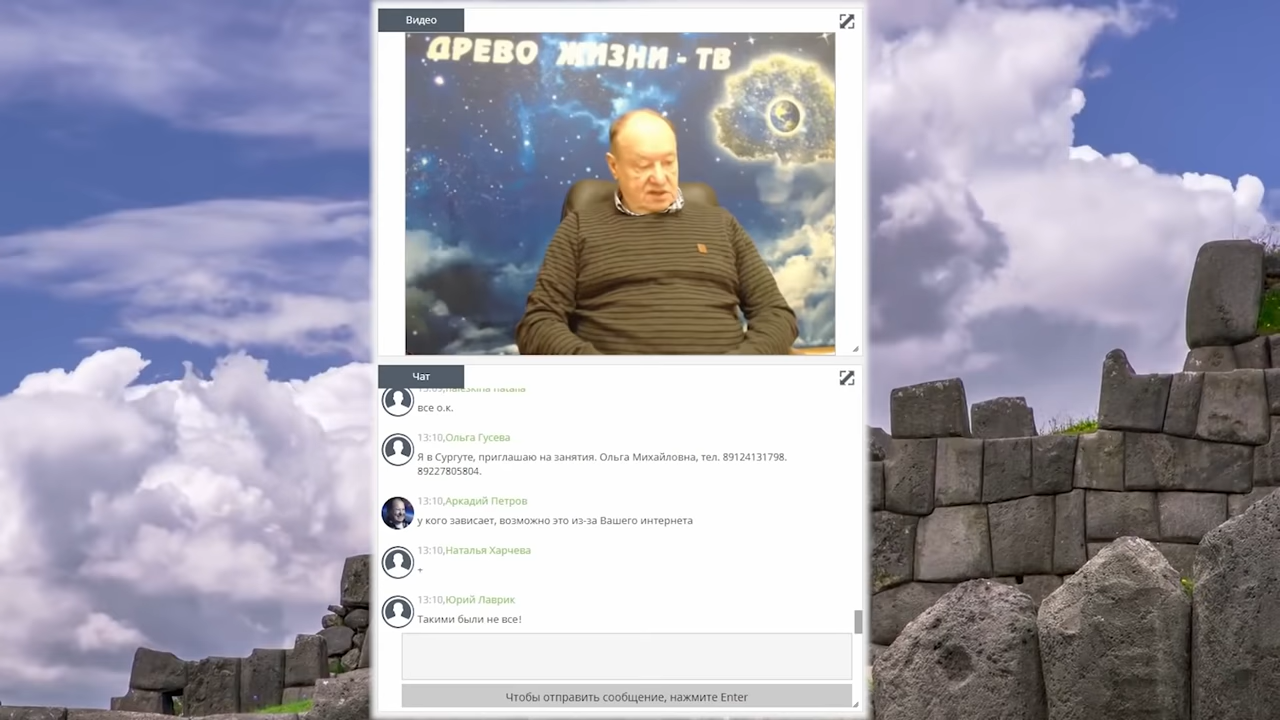 Видео
ДРЕВО ЖИЗНИ - ТВ
Чат
все о.к.
13:10,Ольга Гусева
Я в Сургуте, приглашаю на занятия. Ольга Михайловна, тел. 89124131798.
89227805804.
13:10,Аркадий Петров
у кого зависает, возможно это из-за Вашего интернета
13:10,Наталья Харчева
+
13:10,Юрий Лаврик
Такими были не все!
Чтобы отправить сообщение, нажмите Enter